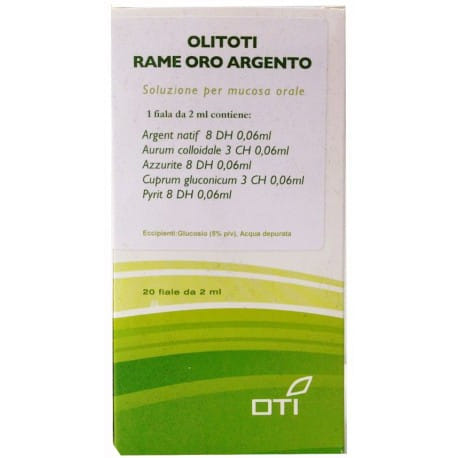 OLITOTI
RAME ORO ARGENTO
Soluzione per mucosa orale
1 fiala da 2 ml contiene:
Argent natif 8 DH 0,06ml
Aurum colloidale 3 CH 0,06ml
Azzurite 8 DH 0,06ml
Cuprum gluconicum 3 CH 0,06ml
Pyrit 8 DH 0,06ml
Eccipienti:Glucosio (5% p/v), Acqua depurata
20 fiale da 2 ml
OTI